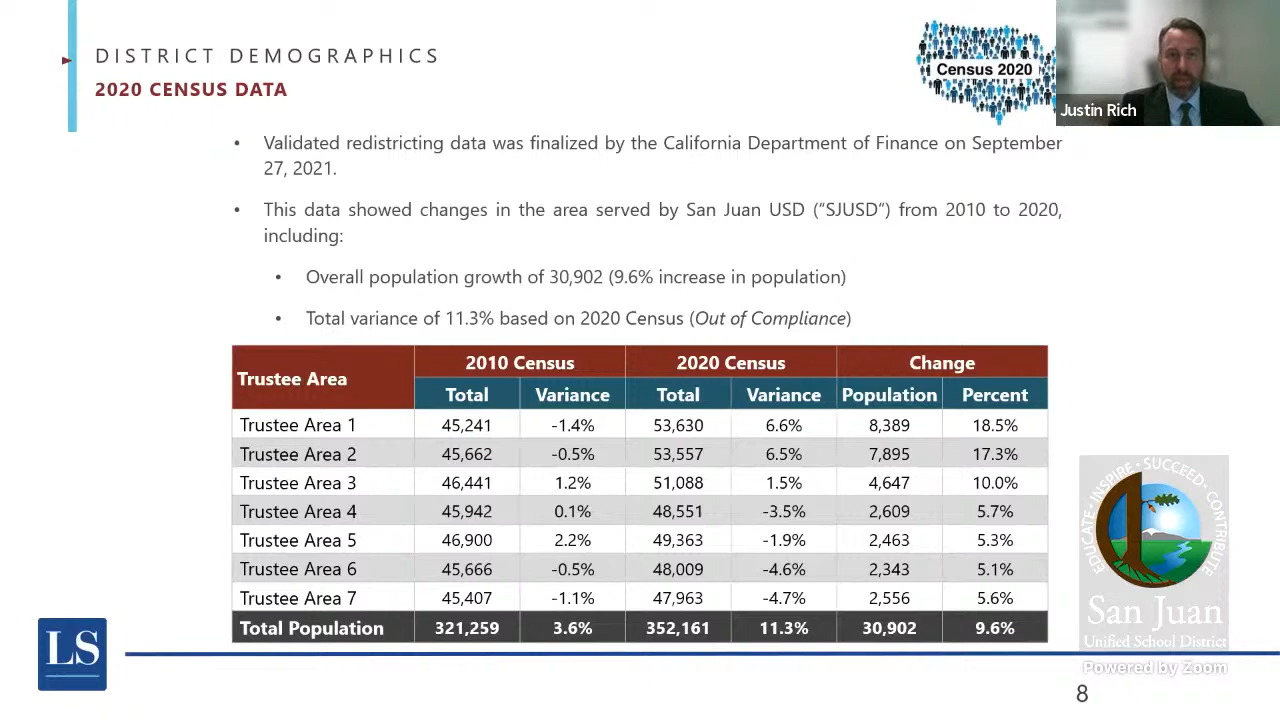 DISTRICT DEMOGRAPHICS
2020 CENSUS DATA
Census 2020
Justin Rich
• Validated redistricting data was finalized by the California Department of Finance on September
27, 2021.
• This data showed changes in the area served by San Juan USD (“SJUSD”) from 2010 to 2020,
including:
• Overall population growth of 30,902 (9.6% increase in population)
• Total variance of 11.3% based on 2020 Census (Out of Compliance)
Trustee Area 2010 Census 2020 Census Change
Total Variance Total Variance Population Percent
Trustee Area 1 45,241 -1.4% 53,630 6.6% 8,389 18.5%
Trustee Area 2 45,662 -0.5% 53,557 6.5% 7,895 17.3%
Trustee Area 3 46,441 1.2% 51,088 1.5% 4,647 10.0%
Trustee Area 4 45,942 0.1% 48,551 -3.5% 2,609 5.7%
Trustee Area 5 46,900 2.2% 49,363 -1.9% 2,463 5.3%
Trustee Area 6 45,666 -0.5% 48,009 -4.6% 2,343 5.1%
Trustee Area 7 45,407 -1.1% 47,963 -4.7% 2,556 5.6%
Total Population 321,259 3.6% 352,161 11.3% 30,902 9.6%
EDUCATE • INSPIRE • SUCCEED • CONTRIBUTE
San Juan
Unified School District
Powered by Zoom
LS
8